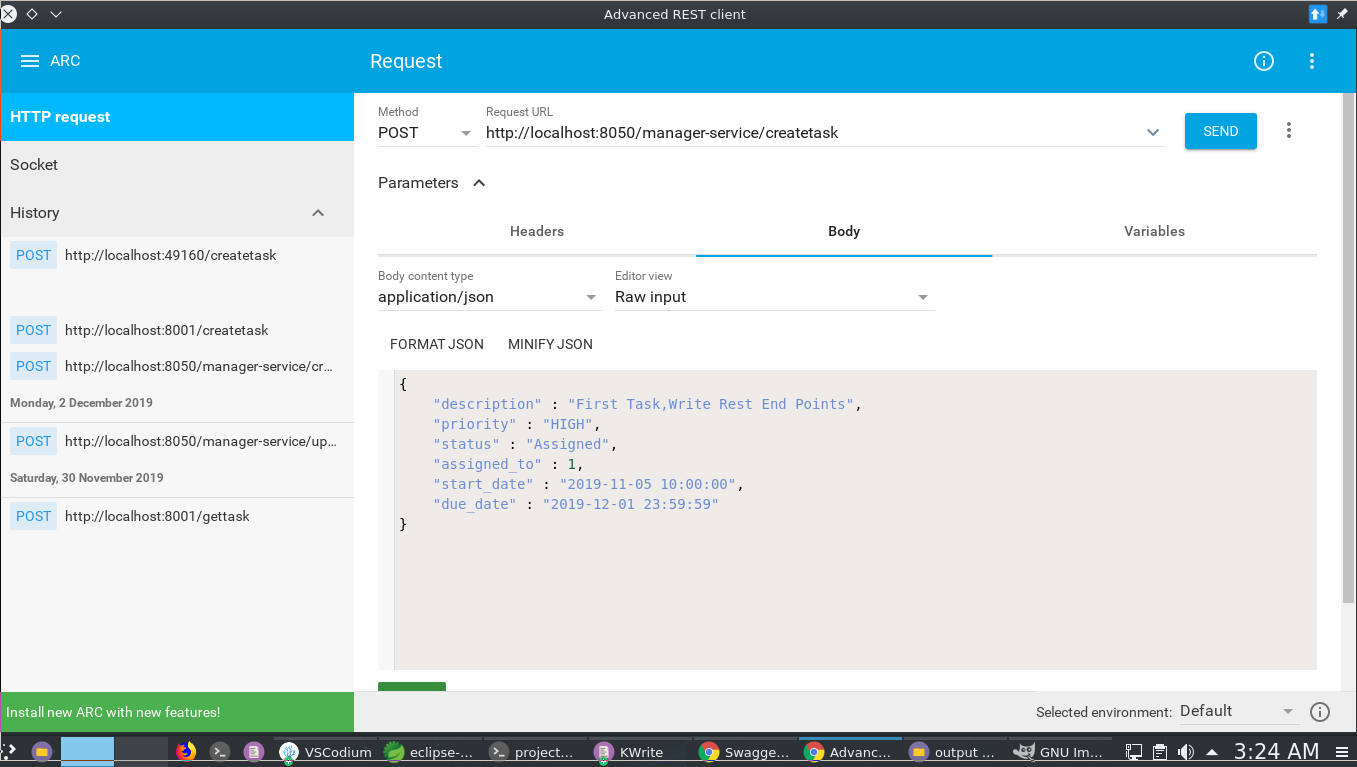 Advanced REST client
ARC
Request
HTTP request
Socket
History
POST http://localhost:49160/createtask
POST http://localhost:8001/createtask
POST http://localhost:8050/manager-service/cr...
Monday, 2 December 2019
POST http://localhost:8050/manager-service/up...
Saturday, 30 November 2019
POST http://localhost:8001/gettask
Install new ARC with new features!
Method
Request URL
POST
http://localhost:8050/manager-service/createtask
SEND
Parameters
Headers
Body
Variables
Body content type
Editor view
application/json
Raw input
FORMAT JSON
MINIFY JSON
{
"description" : "First Task,Write Rest End Points",
"priority" : "HIGH",
"status" : "Assigned",
"assigned_to" : 1,
"start_date" : "2019-11-05 10:00:00",
"due_date" : "2019-12-01 23:59:59"
}
Selected environment: Default
VSCodium
eclipse-...
project...
KWrite
Swagge...
Advanc...
output ...
GNU Im...
3:24 AM